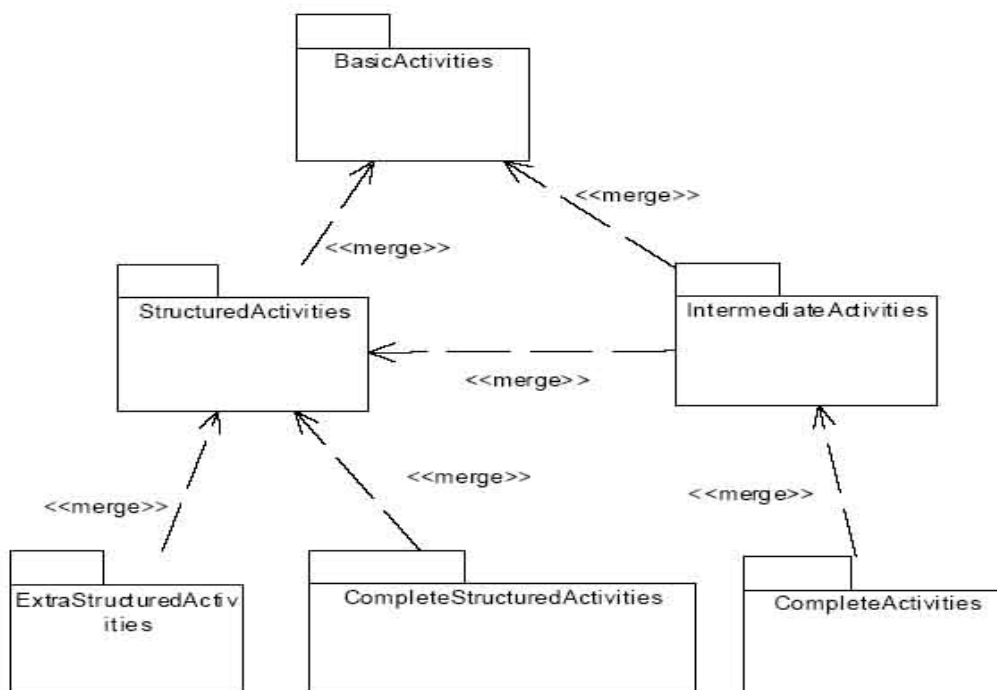 BasicActivities
<<merge>>
<<merge>>
StructuredActivities
IntermediateActivities
<<merge>>
<<merge>>
<<merge>>
<<merge>>
ExtraStructuredActiv
ities
CompleteStructuredActivities
CompleteActivities